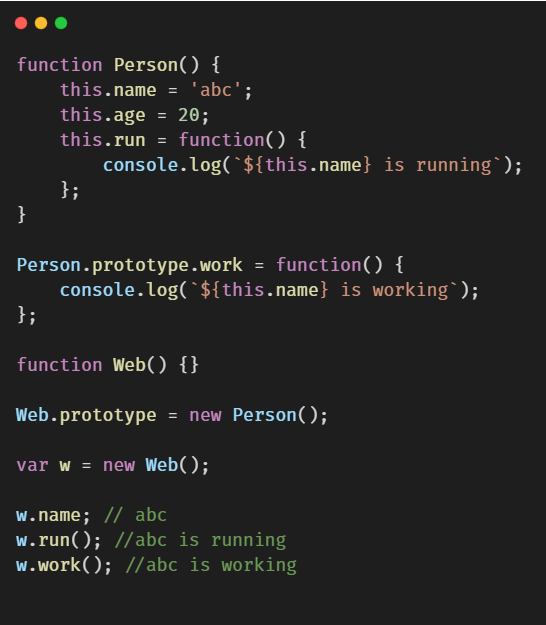 function Person() {
    this.name = 'abc';
    this.age = 20;
    this.run = function() {
        console.log(`${this.name} is running`);
    };
}

Person.prototype.work = function() {
    console.log(`${this.name} is working`);
};

function Web() {}

Web.prototype = new Person();

var w = new Web();

w.name; // abc
w.run(); //abc is running
w.work(); //abc is working